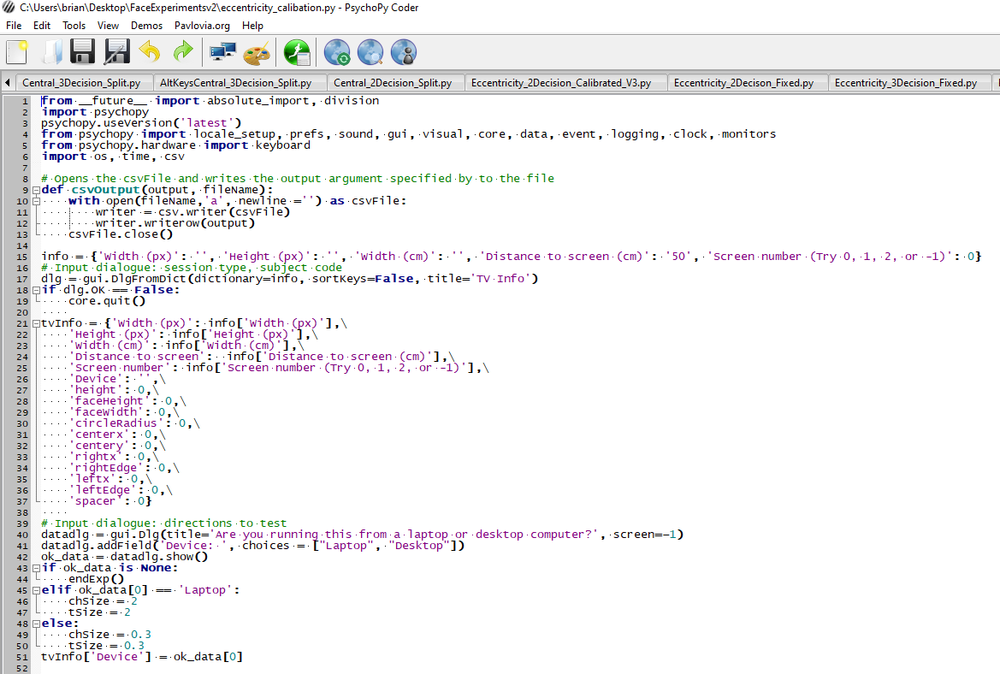 C:\Users\brian\Desktop\FaceExperimentsv2\eccentricity_calibation.py - PsychoPy Coder
File Edit Tools View Demos Pavlovia.org Help
Central_3Decision_Split.py AltKeysCentral_3Decision_Split.py Central_2Decision_Split.py Eccentricity_2Decision_Calibrated_V3.py Eccentricity_2Decison_Fixed.py Eccentricity_3Decision_Fixed.py
1 from __future__ import absolute_import, division
2 import psychopy
3 psychopy.useVersion('latest')
4 from psychopy import locale_setup, prefs, sound, gui, visual, core, data, event, logging, clock, monitors
5 from psychopy.hardware import keyboard
6 import os, time, csv
7
8 # Opens the csvFile and writes the output argument specified by to the file
9 def csvOutput(output, fileName):
10     with open(fileName,'a', newline ='') as csvFile:
11         writer = csv.writer(csvFile)
12         writer.writerow(output)
13     csvFile.close()
14
15 info = {'Width (px)': '', 'Height (px)': '', 'Width (cm)': '', 'Distance to screen (cm)': '50', 'Screen number (Try 0, 1, 2, or -1)': 0}
16 # Input dialogue: session type, subject code
17 dlg = gui.DlgFromDict(dictionary=info, sortKeys=False, title='TV Info')
18 if dlg.OK == False:
19     core.quit()
20
21 tvInfo = {'Width (px)': info['Width (px)'],\
22     'Height (px)': info['Height (px)'],\
23     'Width (cm)': info['Width (cm)'],\
24     'Distance to screen':  info['Distance to screen (cm)'],\
25     'Screen number': info['Screen number (Try 0, 1, 2, or -1)'],\
26     'Device': '',\
27     'height': 0,\
28     'faceHeight': 0,\
29     'faceWidth': 0,\
30     'circleRadius': 0,\
31     'centerx': 0,\
32     'centery': 0,\
33     'rightx': 0,\
34     'rightEdge': 0,\
35     'leftx': 0,\
36     'leftEdge': 0,\
37     'spacer': 0}
38
39 # Input dialogue: directions to test
40 datadlg = gui.Dlg(title='Are you running this from a laptop or desktop computer?', screen=-1)
41 datadlg.addField('Device: ', choices = ["Laptop", "Desktop"])
42 ok_data = datadlg.show()
43 if ok_data is None:
44     endExp()
45 elif ok_data[0] == 'Laptop':
46     chSize = 2
47     tSize = 2
48 else:
49     chSize = 0.3
50     tSize = 0.3
51 tvInfo['Device'] = ok_data[0]
52